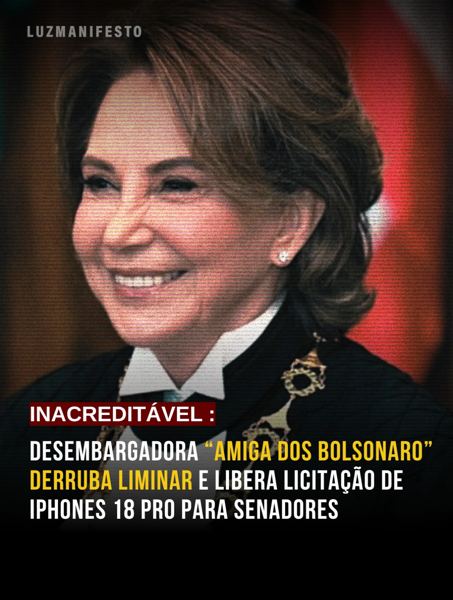 LUZMANIFESTO
INACREDITÁVEL :
DESEMBARGADORA “AMIGA DOS BOLSONARO”
DERRUBA LIMINAR E LIBERA LICITAÇÃO DE
IPHONES 18 PRO PARA SENADORES